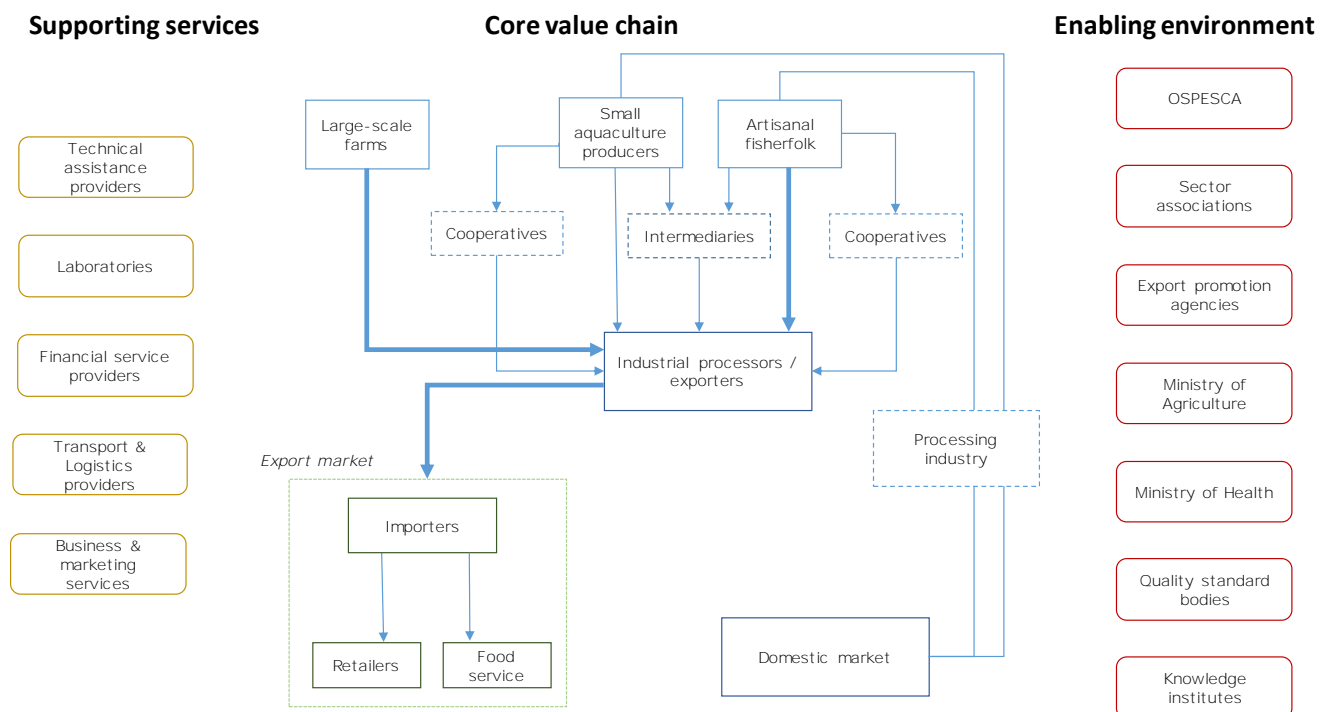 Supporting services
Core value chain
Enabling environment
Technical
assistance
providers
Laboratories
Financial service
providers
Transport &
Logistics
providers
Business &
marketing
services
Large-scale
farms
Small
aquaculture
producers
Artisanal
fisherfolk
Cooperatives
Intermediaries
Cooperatives
Industrial processors /
exporters
Processing
industry
Export market
Importers
Retailers
Food
service
Domestic market
OSPESCA
Sector
associations
Export promotion
agencies
Ministry of
Agriculture
Ministry of Health
Quality standard
bodies
Knowledge
institutes